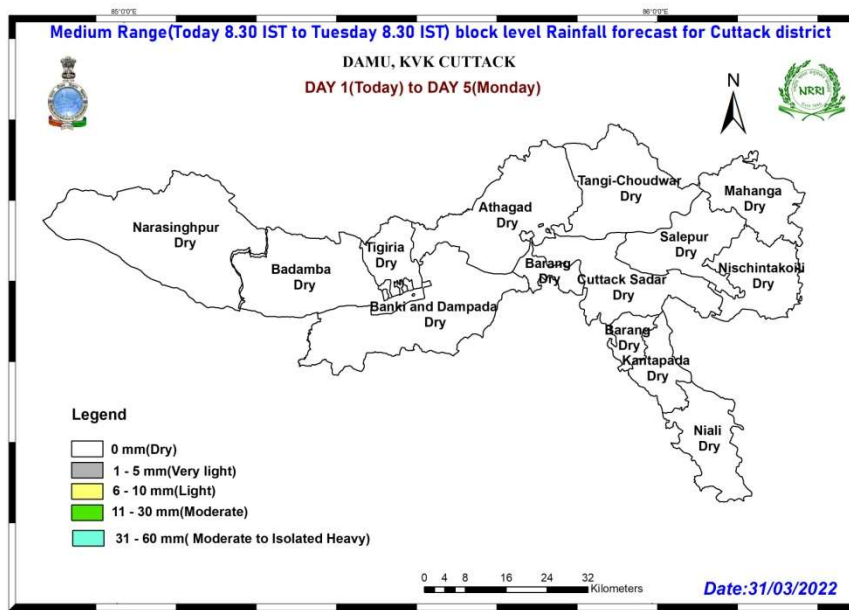 85°0'0"E
86°0'0"E
Medium Range(Today 8.30 IST to Tuesday 8.30 IST) block level Rainfall forecast for Cuttack district
DAMU, KVK CUTTACK
DAY 1(Today) to DAY 5(Monday)
N
NRRI
Tangi-Choudwar
Dry
Mahanga
Dry
Athagad
Dry
Narasinghpur
Dry
Salepur
Dry
Tigiria
Dry
Badamba
Dry
Barang
Dry
Cuttack Sadar
Dry
Nischintakoili
Dry
Banki and Dampada
Dry
Barang
Dry
Kantapada
Dry
Niali
Dry
Legend
0 mm(Dry)
1 - 5 mm(Very light)
6 - 10 mm(Light)
11 - 30 mm(Moderate)
31 - 60 mm( Moderate to Isolated Heavy)
0 4 8 16 24 32
Kilometers
Date:31/03/2022